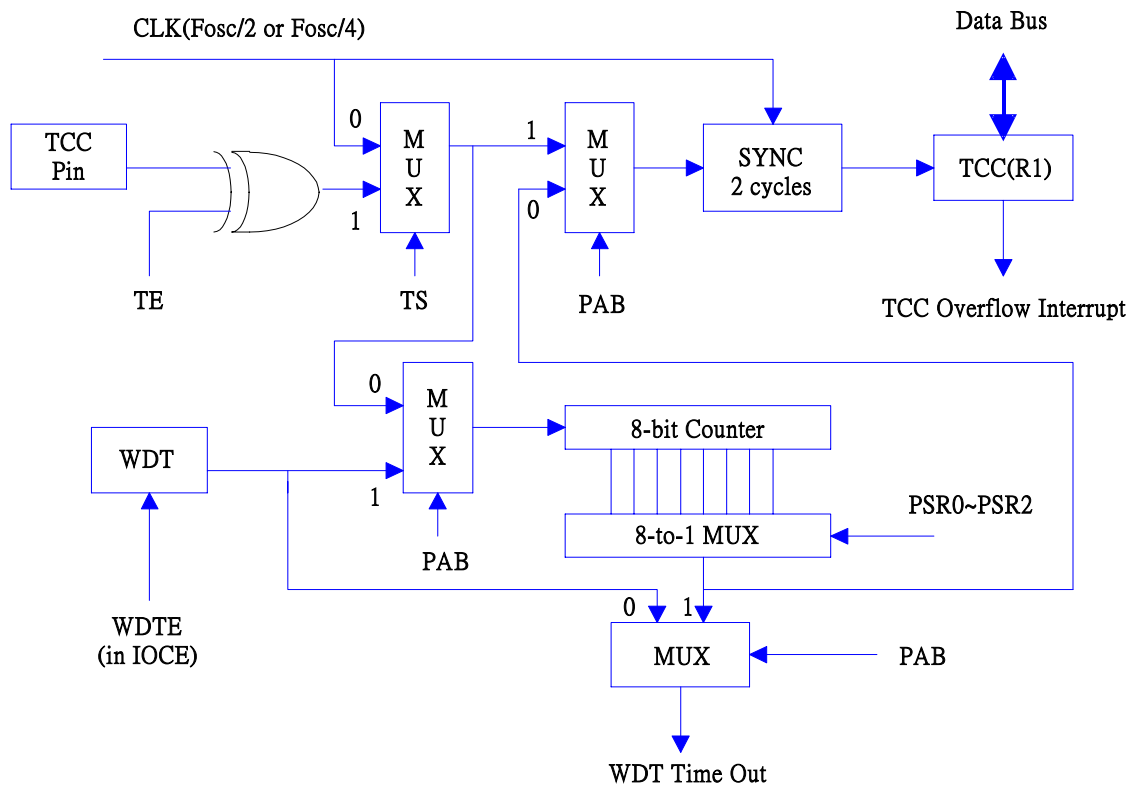 CLK(Fosc/2 or Fosc/4)
Data Bus
TCC
Pin
0
1
M
U
X
1
0
M
U
X
SYNC
2 cycles
TCC(R1)
TE
TS
PAB
TCC Overflow Interrupt
0
1
M
U
X
8-bit Counter
WDT
PSR0~PSR2
8-to-1 MUX
PAB
WDTE
(in IOCE)
0
1
MUX
PAB
WDT Time Out